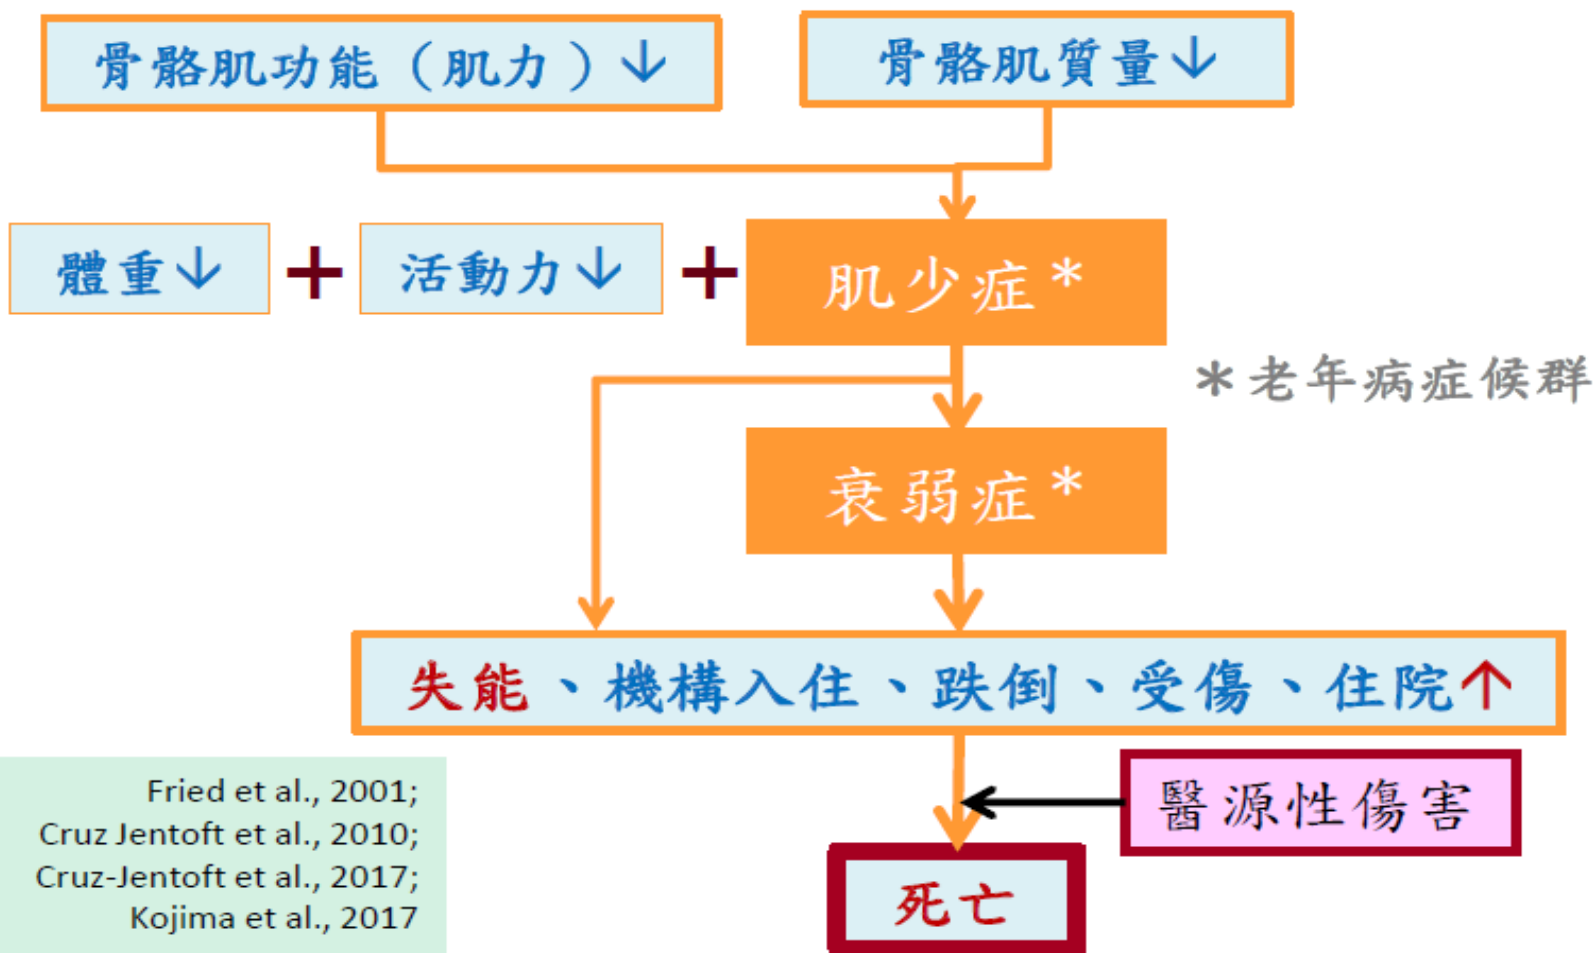 骨骼肌功能（肌力）↓
骨骼肌質量↓
體重↓ + 活動力↓ + 肌少症*
*老年病症候群
衰弱症*
失能、機構入住、跌倒、受傷、住院↑
醫源性傷害
死亡
Fried et al., 2001;
Cruz Jentoft et al., 2010;
Cruz-Jentoft et al., 2017;
Kojima et al., 2017